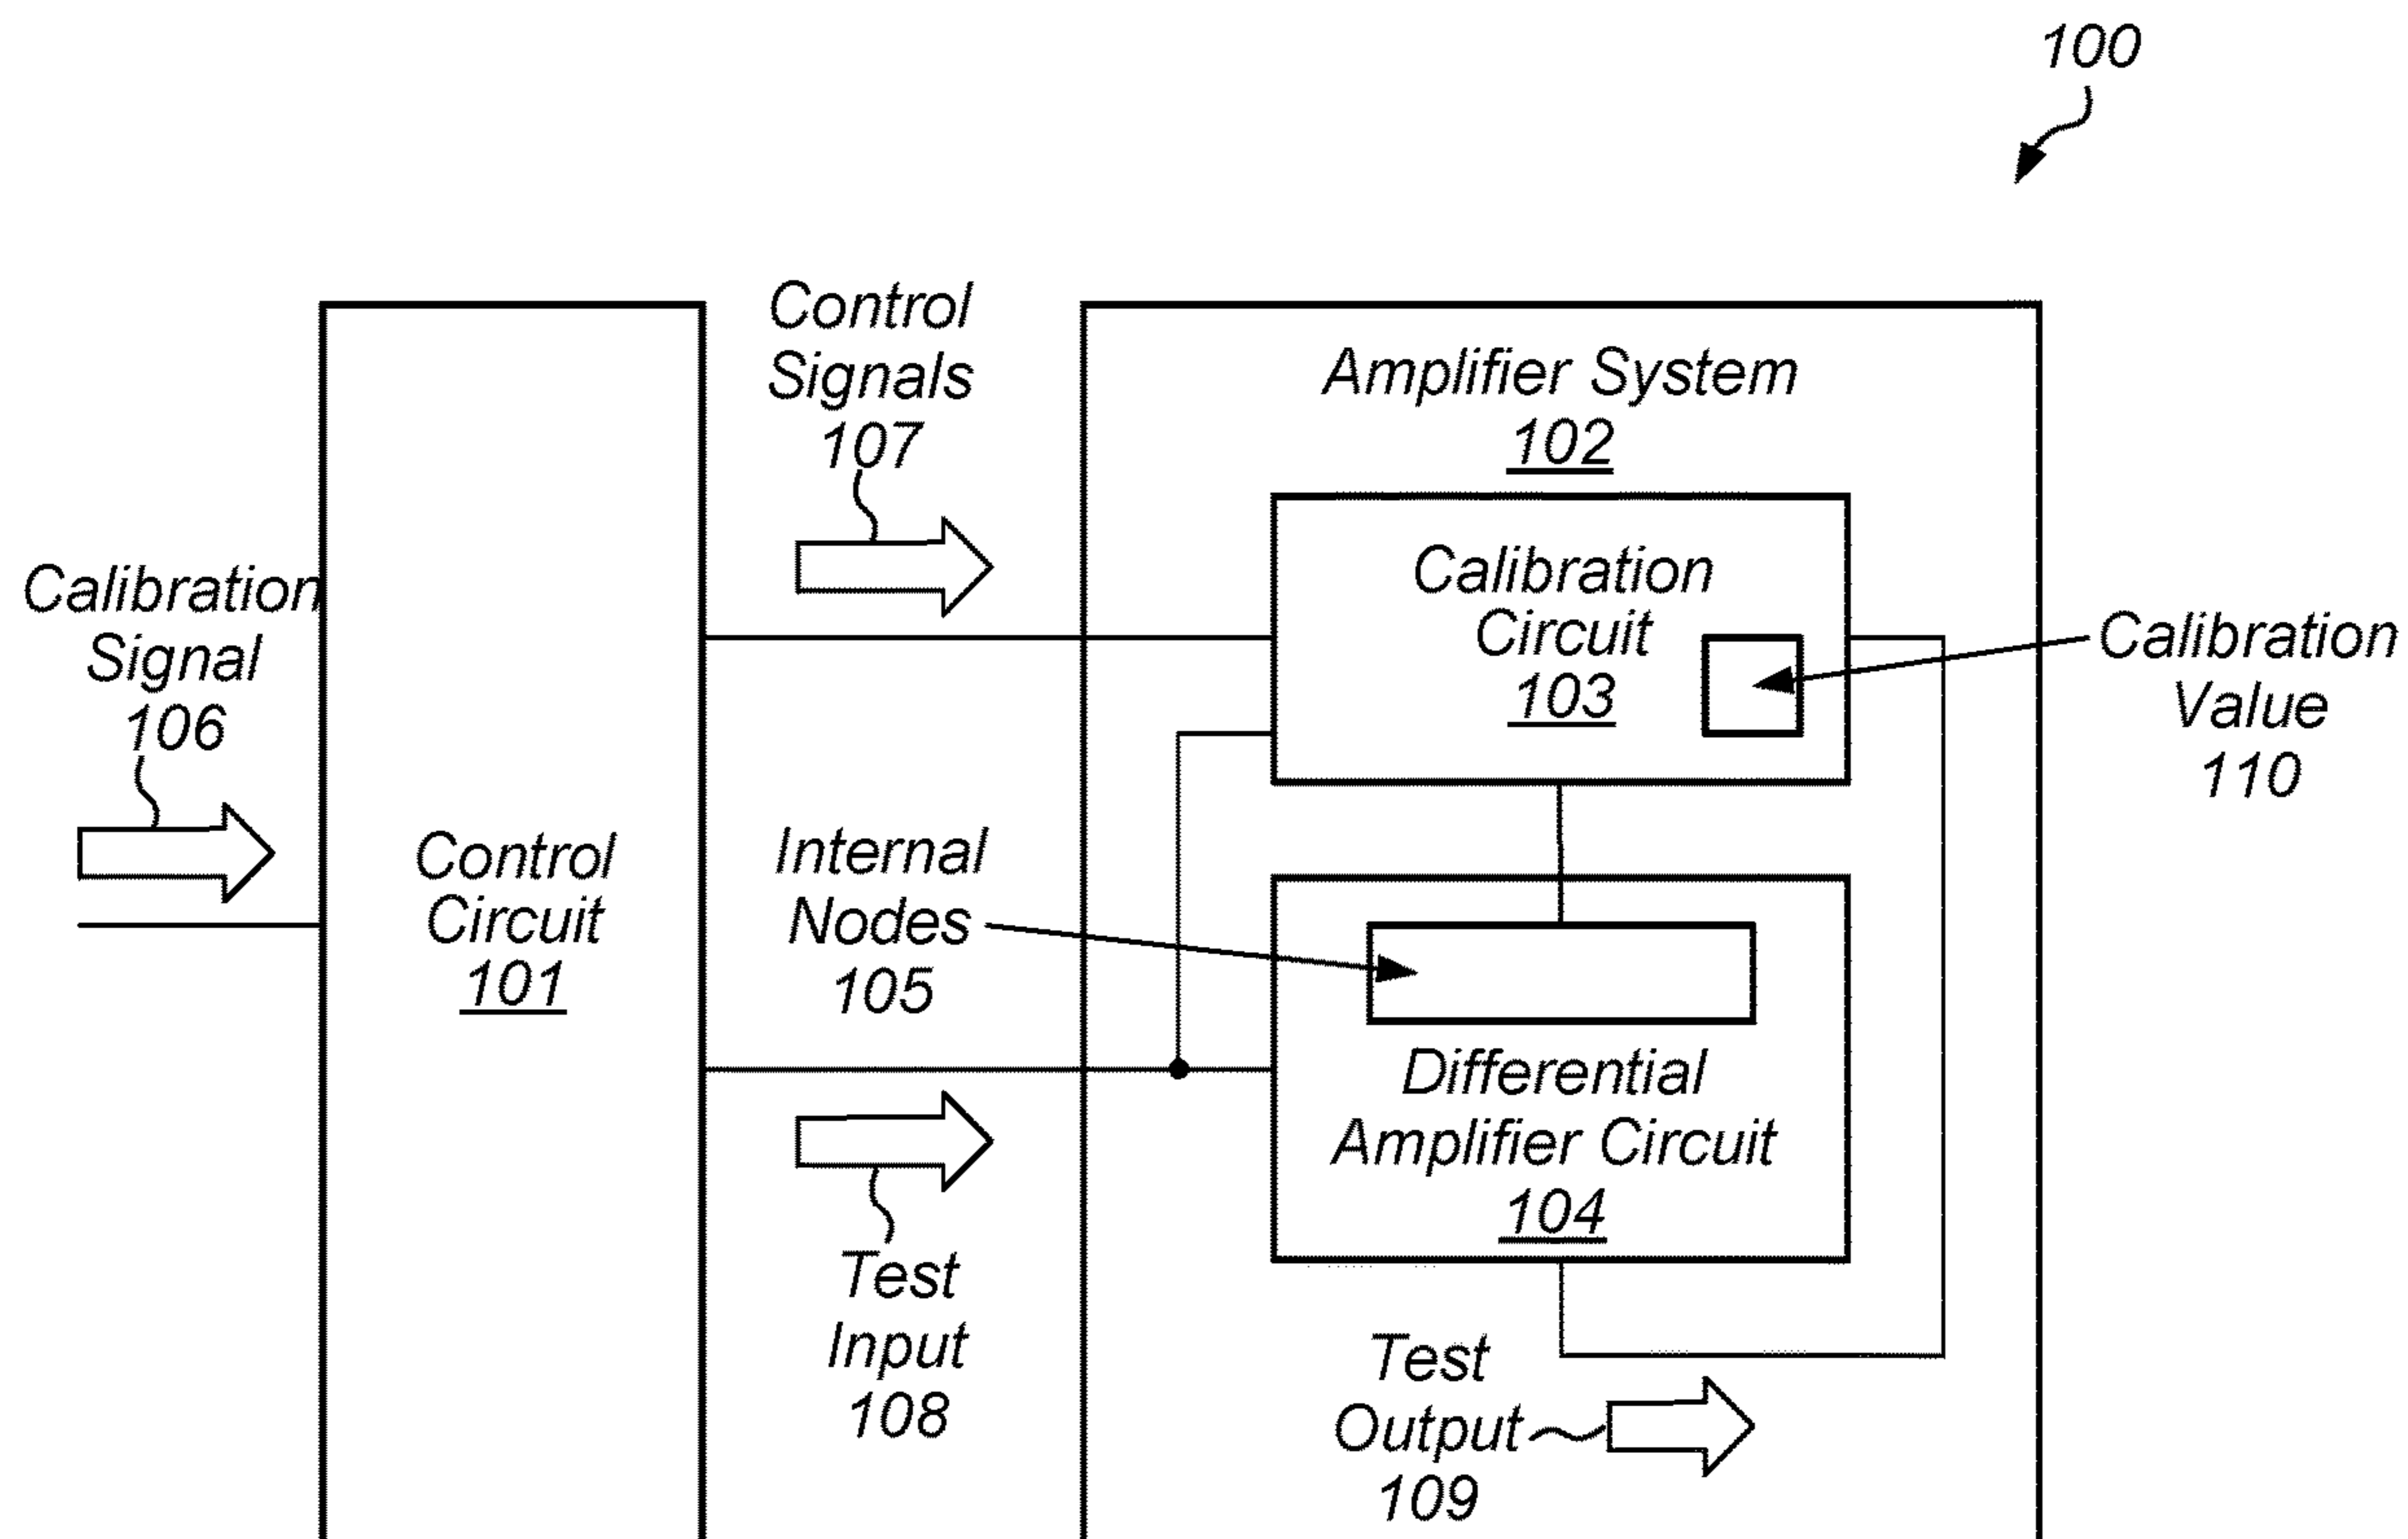 100
Control
Signals
107
Amplifier System
102
Calibration
Circuit
103
Calibration
Signal
106
Calibration
Value
110
Control
Circuit
101
Internal
Nodes
105
Differential
Amplifier Circuit
104
Test
Input
108
Test
Output
109